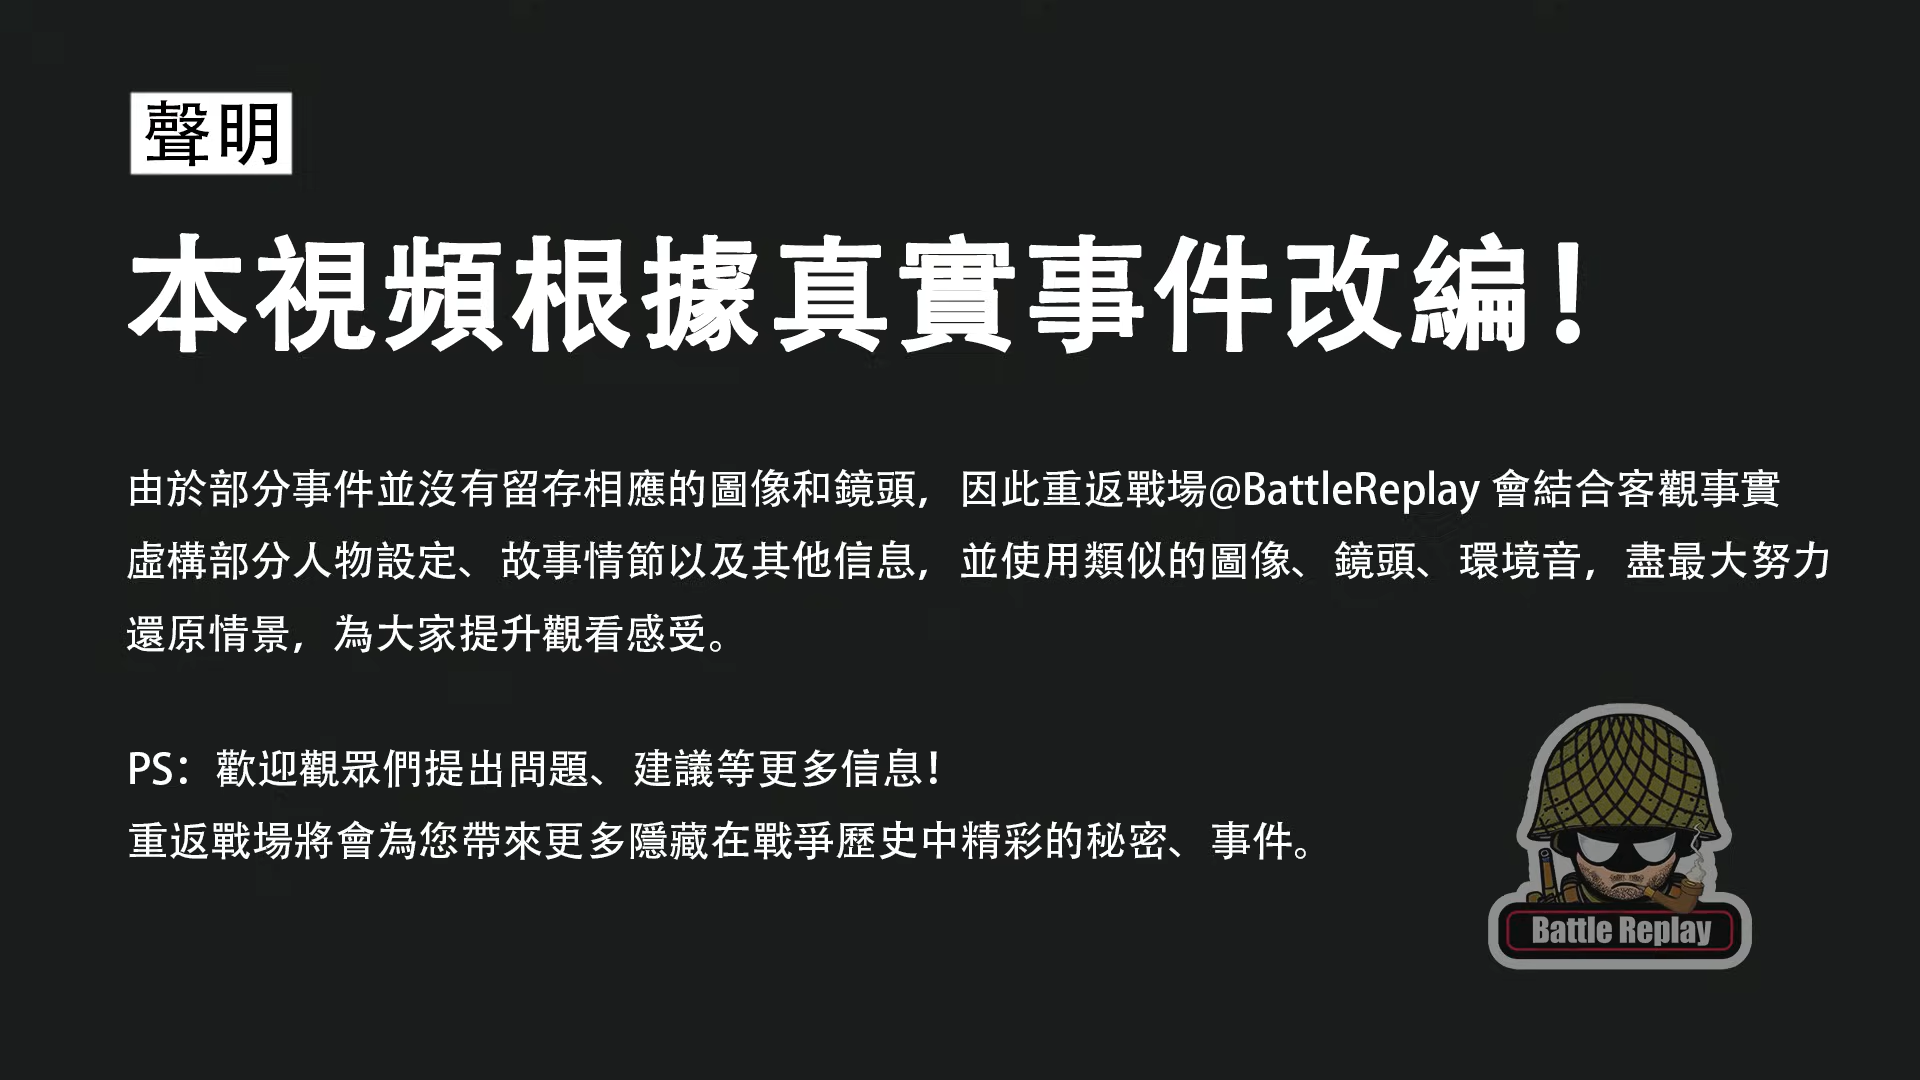 聲明
本視頻根據真實事件改編！
由於部分事件並沒有留存相應的圖像和鏡頭，因此重返戰場@BattleReplay 會結合客觀事實
虛構部分人物設定、故事情節以及其他信息，並使用類似的圖像、鏡頭、環境音，盡最大努力
還原情景，為大家提升觀看感受。
PS：歡迎觀眾們提出問題、建議等更多信息！
重返戰場將會為您帶來更多隱藏在戰爭歷史中精彩的秘密、事件。
Battle Replay